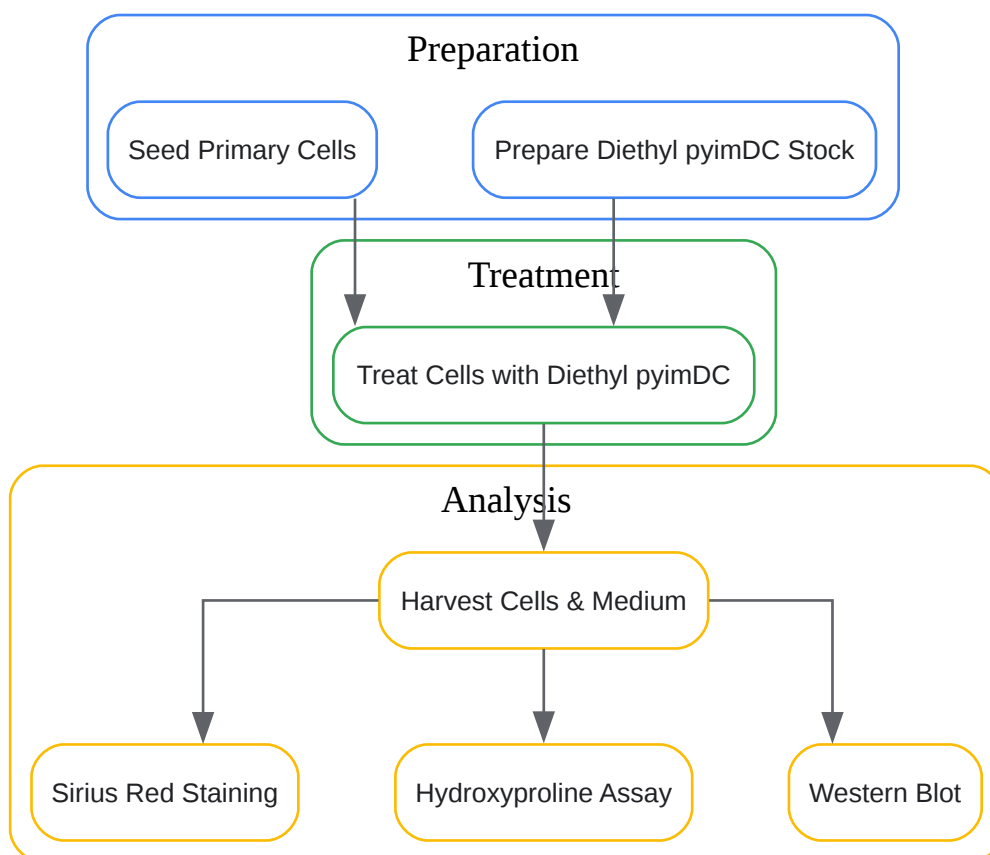 Preparation
Seed Primary Cells
Prepare Diethyl pyimDC Stock
Treatment
Treat Cells with Diethyl pyimDC
Analysis
Harvest Cells & Medium
Sirius Red Staining
Hydroxyproline Assay
Western Blot